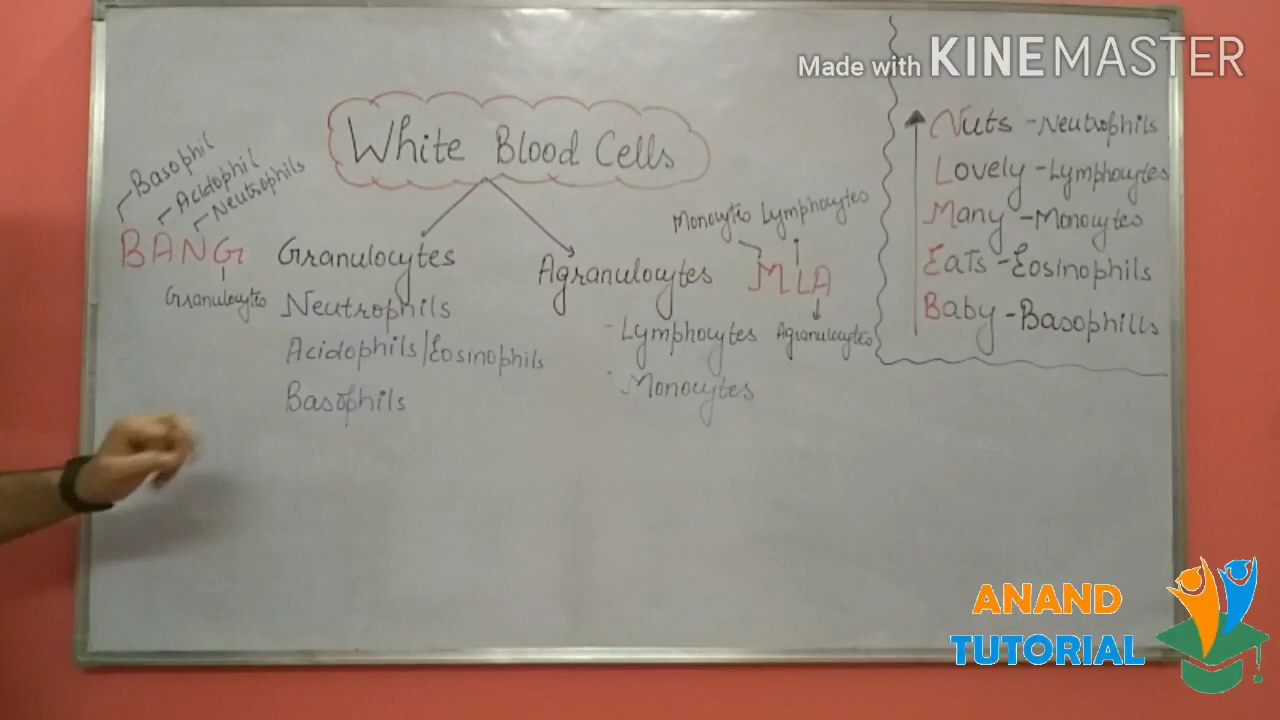 Made with KINEMASTER
White Blood Cells
Basophil
Acidophil
Neutrophils
BANG
Granulocytes
Granulocytes
Neutrophils
Acidophils/Eosinophils
Basophils
Agranulocytes
- Lymphocytes
- Monocytes
Monocytes Lymphocytes
MLA
Agranulocytes
Nuts - Neutrophils
Lovely - Lymphocytes
Many - Monocytes
Eats - Eosinophils
Baby - Basophills
ANAND
TUTORIAL